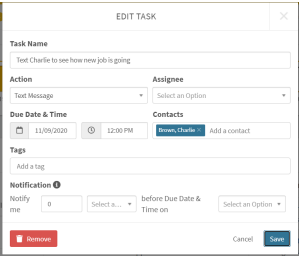 EDIT TASK ×
Task Name
Text Charlie to see how new job is going
Action Assignee
Text Message Select an Option
Due Date & Time Contacts
11/09/2020 12:00 PM Brown, Charlie × Add a contact
Tags
Add a tag
Notification
Notify me 0 Select a... before Due Date & Time on Select an Option
Remove Cancel Save